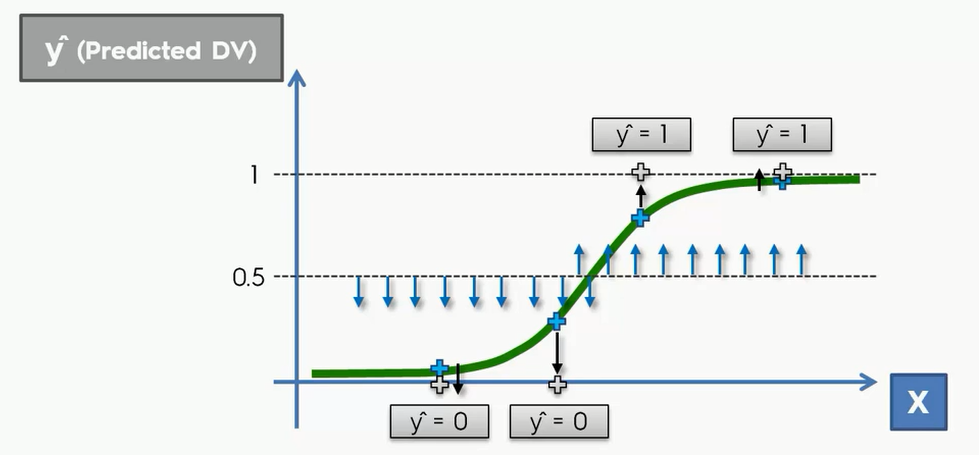 ŷ (Predicted DV)
ŷ = 1
ŷ = 1
1
0.5
X
ŷ = 0
ŷ = 0